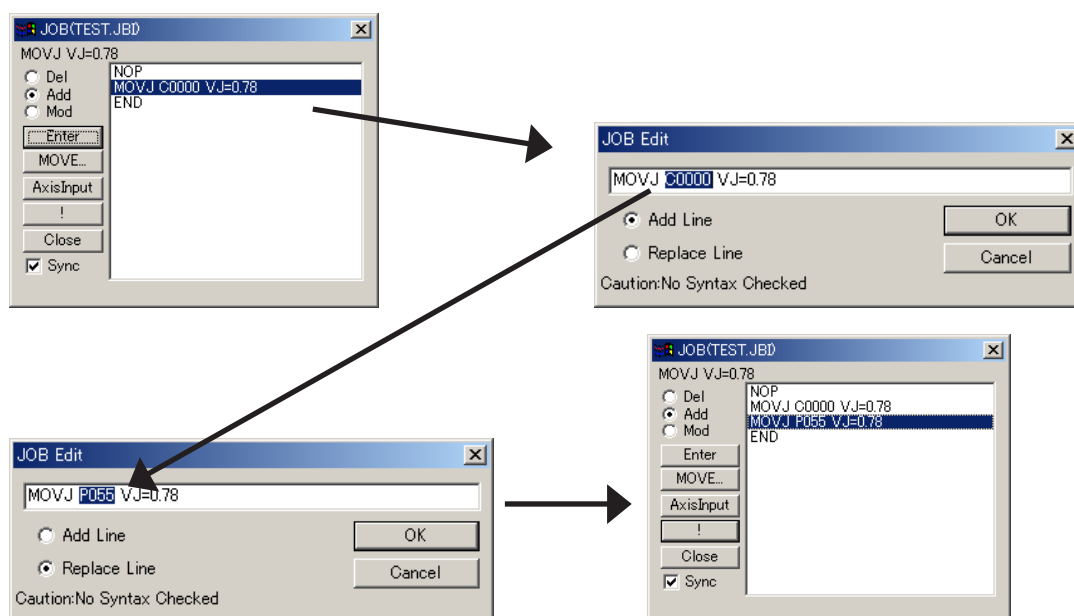 JOB(TEST.JBI)
MOVJ VJ=0.78
Del
Add
Mod
Enter
MOVE...
AxisInput
!
Close
Sync
NOP
MOVJ C0000 VJ=0.78
END
JOB Edit
MOVJ C0000 VJ=0.78
Add Line
Replace Line
OK
Cancel
Caution:No Syntax Checked
JOB Edit
MOVJ P055 VJ=0.78
Add Line
Replace Line
OK
Cancel
Caution:No Syntax Checked
JOB(TEST.JBI)
MOVJ VJ=0.78
Del
Add
Mod
Enter
MOVE...
AxisInput
!
Close
Sync
NOP
MOVJ C0000 VJ=0.78
MOVJ P055 VJ=0.78
END